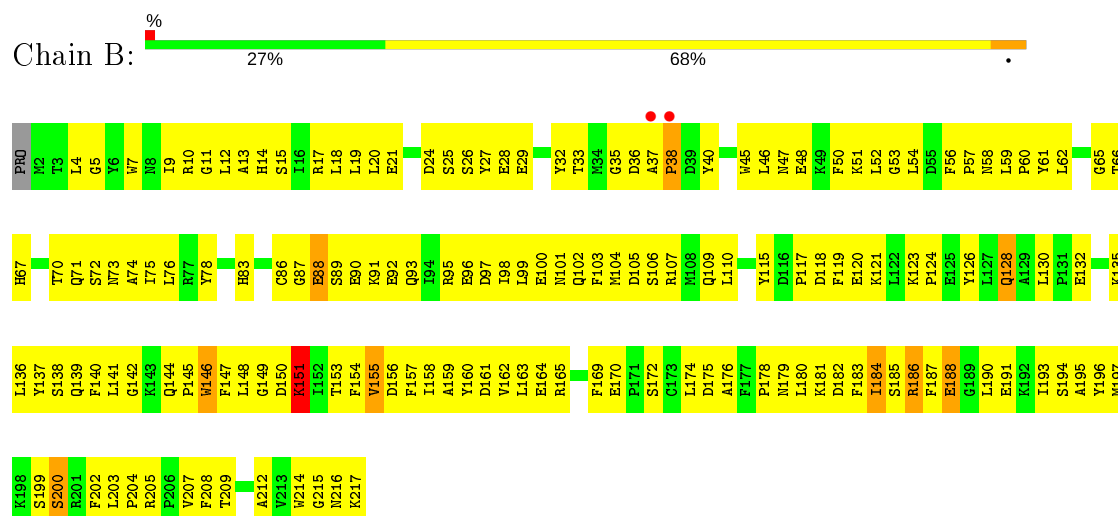 %
Chain B:
27% 68% •
PRO M2 T3 L4 G5 Y6 W7 N8 I9 R10 G11 L12 A13 H14 S15 I16 R17 L18 L19 L20 E21 D24 S25 S26 Y27 E28 E29 Y32 T33 M34 G35 D36 A37 P38 D39 Y40 W45 L46 N47 E48 K49 F50 K51 L52 G53 L54 D55 F56 P57 N58 L59 P60 Y61 L62 G65 T66
H67 T70 Q71 S72 N73 A74 I75 L76 R77 Y78 H83 C86 G87 E88 S89 E90 K91 E92 Q93 I94 R95 E96 D97 I98 L99 E100 N101 Q102 F103 M104 D105 S106 R107 M108 Q109 L110 Y115 D116 P117 D118 F119 E120 K121 L122 K123 P124 E125 Y126 L127 Q128 A129 L130 P131 E132 K135
L136 Y137 S138 Q139 F140 L141 G142 K143 Q144 P145 W146 F147 L148 G149 D150 K151 I152 T153 F154 V155 D156 F157 I158 A159 Y160 D161 V162 L163 E164 R165 F169 E170 P171 S172 C173 L174 D175 A176 F177 P178 N179 L180 K181 D182 F183 I184 S185 R186 F187 E188 G189 L190 E191 K192 I193 S194 A195 Y196 M197
K198 S199 S200 R201 F202 L203 P204 R205 P206 V207 F208 T209 A212 V213 W214 G215 N216 K217